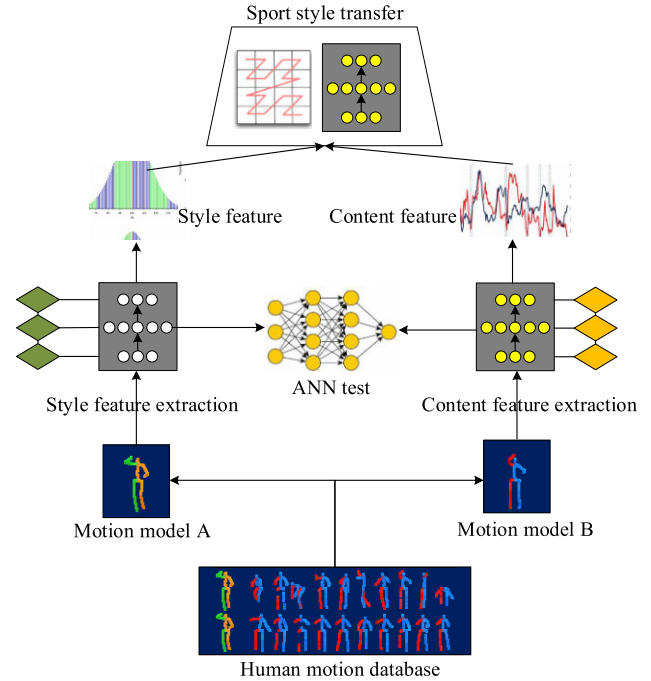 Sport style transfer
Style feature
Content feature
ANN test
Style feature extraction
Content feature extraction
Motion model A
Motion model B
Human motion database